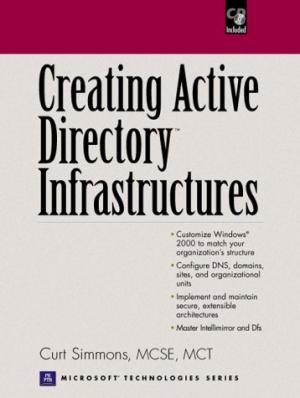 CD
Included
Creating Active
Directory™
Infrastructures
• Customize Windows®
2000 to match your
organization's structure
• Configure DNS, domains,
sites, and organizational
units
• Implement and maintain
secure, extensible
architectures
• Master Intellimirror and Dfs
Curt Simmons, MCSE, MCT
PH
PTR
MICROSOFT® TECHNOLOGIES SERIES